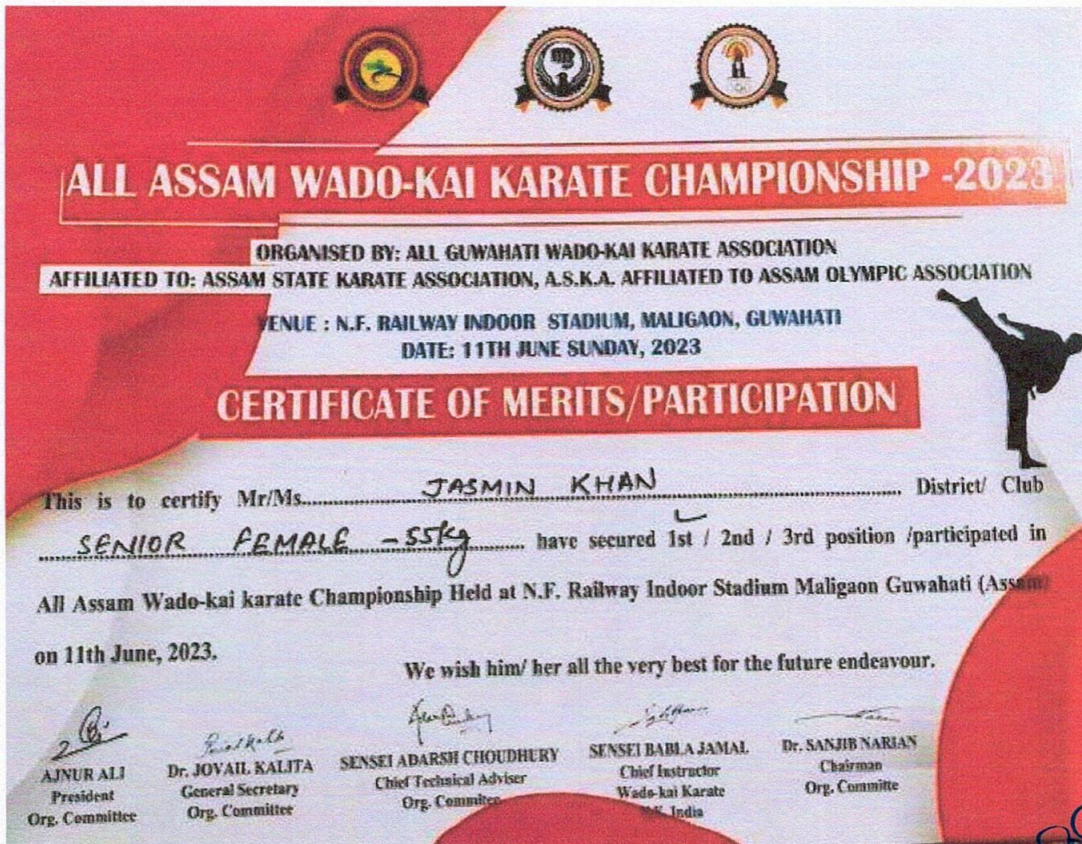 ALL ASSAM WADO-KAI KARATE CHAMPIONSHIP -2023
ORGANISED BY: ALL GUWAHATI WADO-KAI KARATE ASSOCIATION
AFFILIATED TO: ASSAM STATE KARATE ASSOCIATION, A.S.K.A. AFFILIATED TO ASSAM OLYMPIC ASSOCIATION
VENUE : N.F. RAILWAY INDOOR STADIUM, MALIGAON, GUWAHATI
DATE: 11TH JUNE SUNDAY, 2023
CERTIFICATE OF MERITS/PARTICIPATION
This is to certify Mr/Ms. JASMIN KHAN District/ Club
SENIOR FEMALE -55kg have secured 1st / 2nd / 3rd position /participated in
All Assam Wado-kai karate Championship Held at N.F. Railway Indoor Stadium Maligaon Guwahati (Assam)
on 11th June, 2023.
We wish him/ her all the very best for the future endeavour.
AJNUR ALI
President
Org. Committee
Dr. JOVAIL KALITA
General Secretary
Org. Committee
SENSEI ADARSH CHOUDHURY
Chief Technical Adviser
Org. Commitee
SENSEI BABLA JAMAL
Chief Instructor
Wado-kai Karate
India
Dr. SANJIB NARIAN
Chairman
Org. Committe